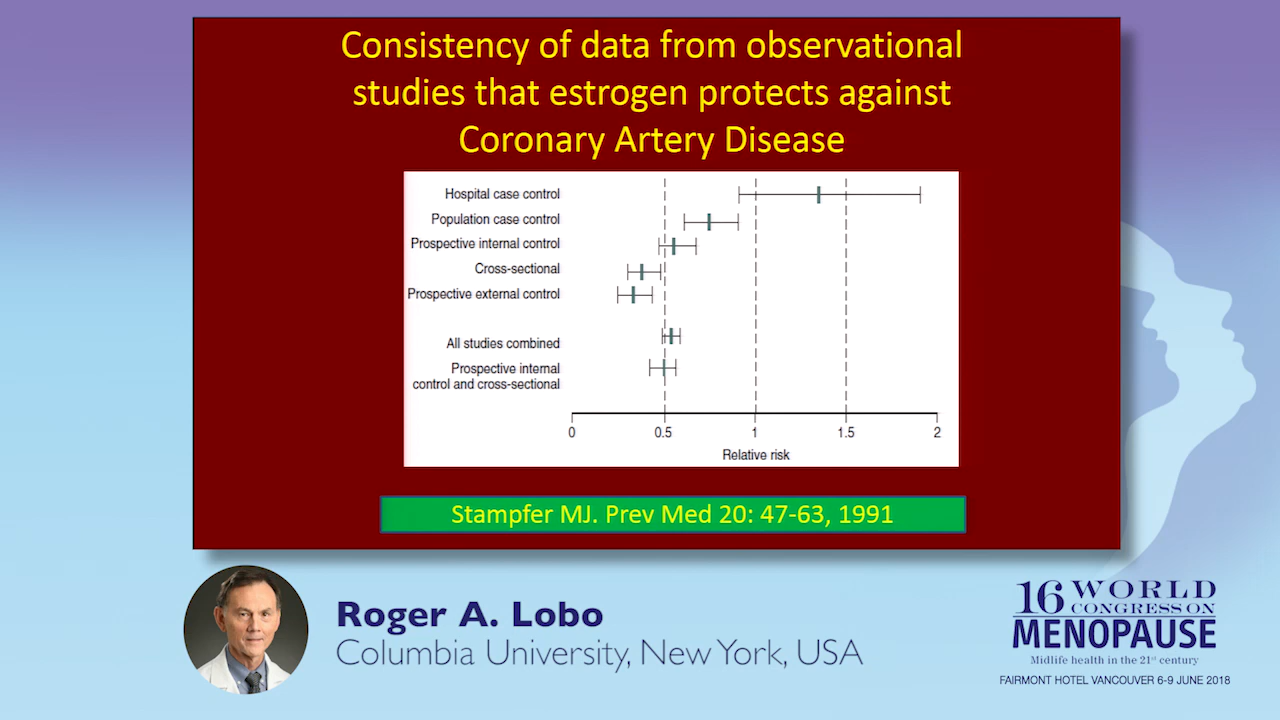 Consistency of data from observational
studies that estrogen protects against
Coronary Artery Disease
Hospital case control
Population case control
Prospective internal control
Cross-sectional
Prospective external control
All studies combined
Prospective internal
control and cross-sectional
0 0.5 1 1.5 2
Relative risk
Stampfer MJ. Prev Med 20: 47-63, 1991
Roger A. Lobo
Columbia University, New York, USA
16 WORLD
CONGRESS ON
MENOPAUSE
Midlife health in the 21st century
FAIRMONT HOTEL VANCOUVER 6-9 JUNE 2018